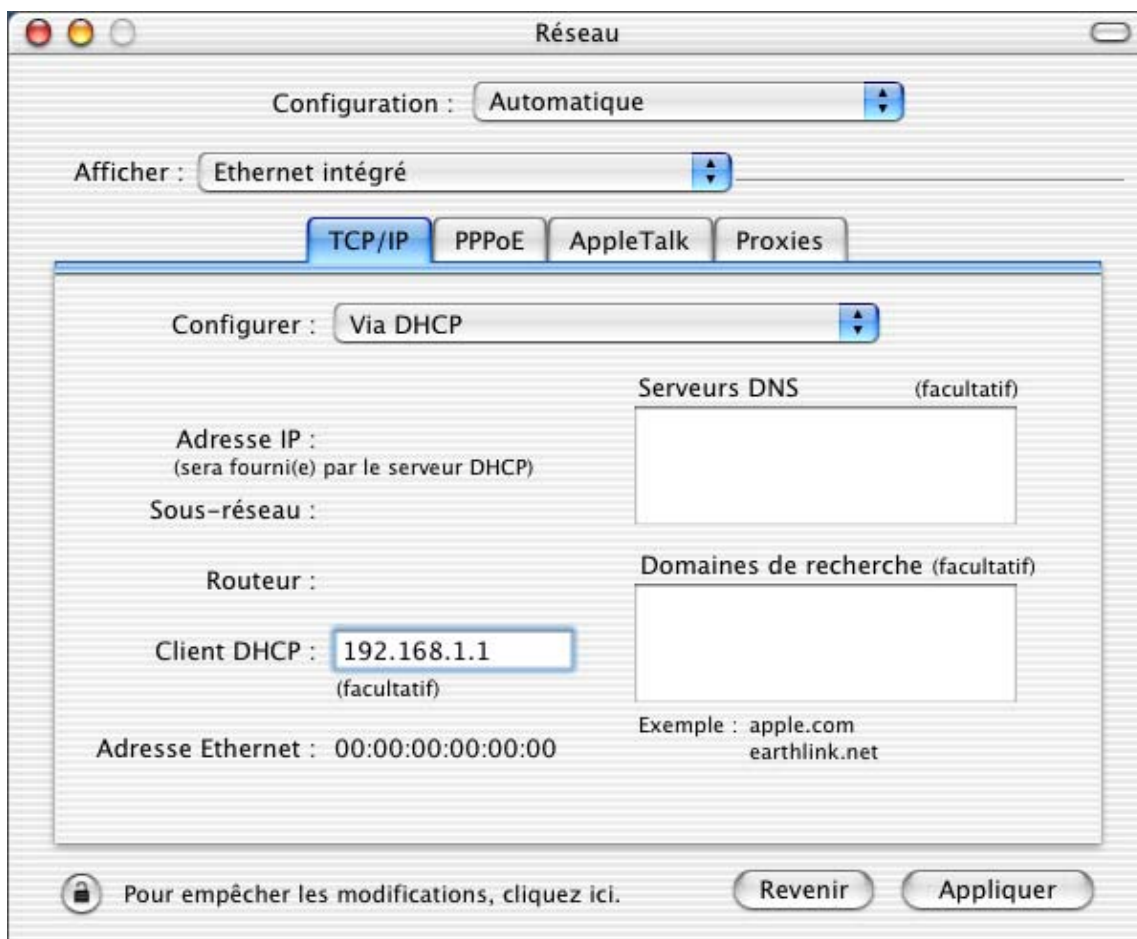 Réseau
Configuration : Automatique
Afficher : Ethernet intégré
TCP/IP PPPoE AppleTalk Proxies
Configurer : Via DHCP
Serveurs DNS (facultatif)
Adresse IP :
(sera fourni(e) par le serveur DHCP)
Sous-réseau :
Domaines de recherche (facultatif)
Routeur :
Client DHCP : 192.168.1.1
(facultatif)
Exemple : apple.com
earthlink.net
Adresse Ethernet : 00:00:00:00:00:00
Pour empêcher les modifications, cliquez ici. Revenir Appliquer